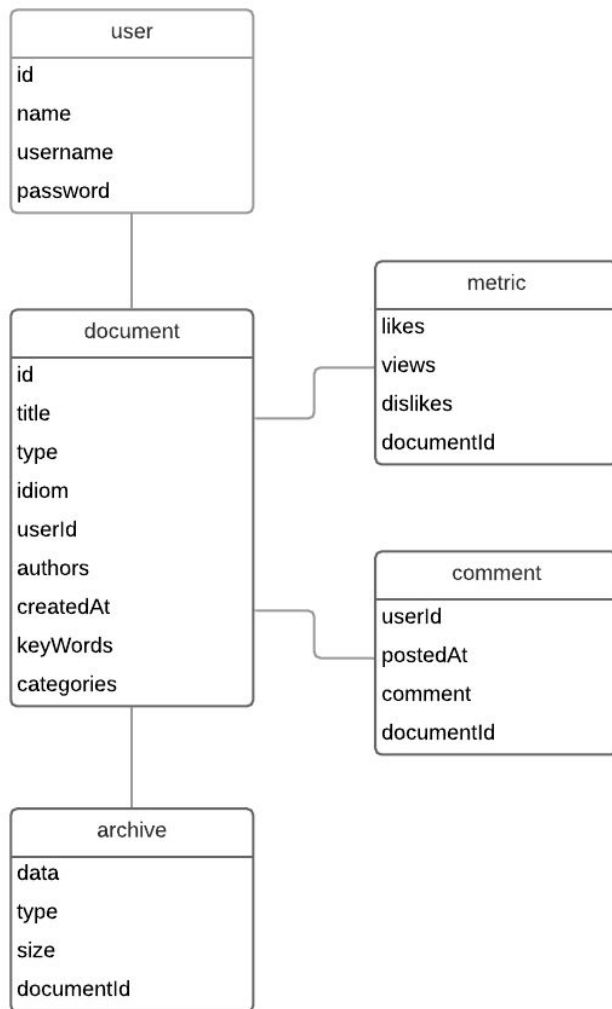 user
id
name
username
password
document
id
title
type
idiom
userId
authors
createdAt
keyWords
categories
metric
likes
views
dislikes
documentId
comment
userId
postedAt
comment
documentId
archive
data
type
size
documentId